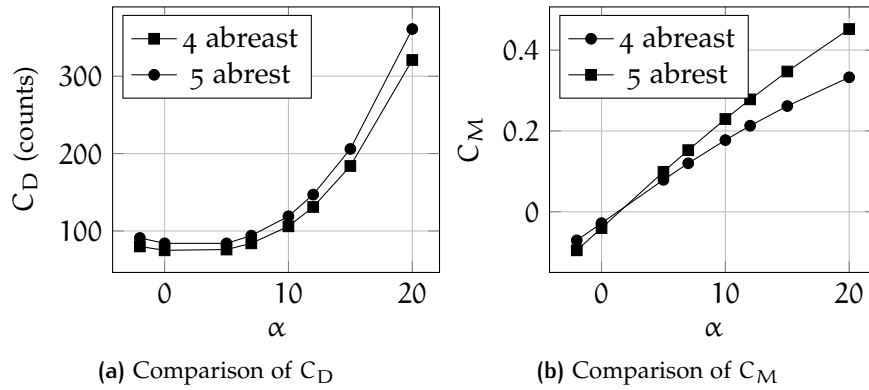 4 abreast
5 abrest
300
200
100
C_D (counts)
0
10
20
α
(a) Comparison of C_D
4 abreast
5 abrest
0.4
0.2
0
C_M
0
10
20
α
(b) Comparison of C_M